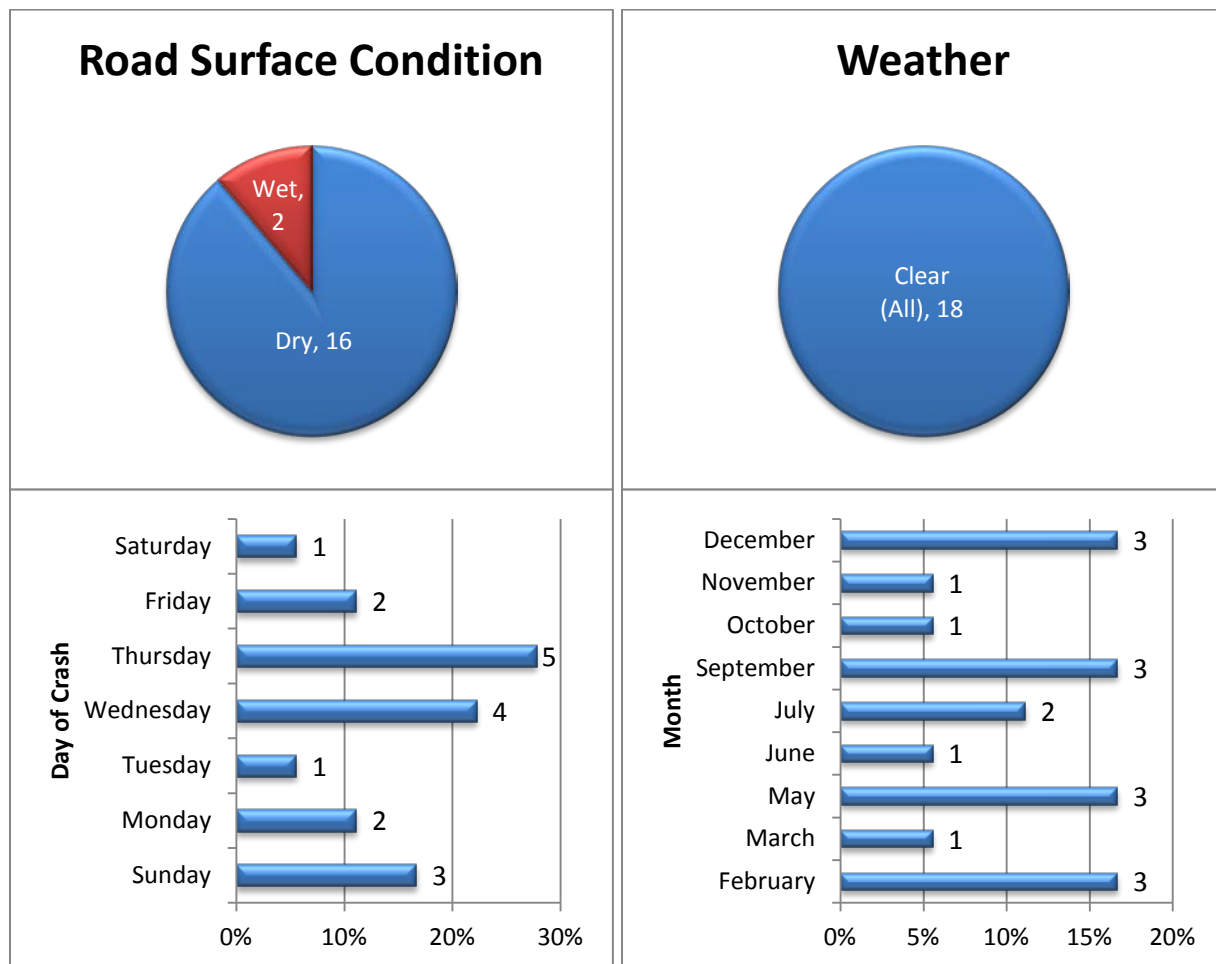 Road Surface Condition
Wet,
2
Dry, 16
Weather
Clear
(All), 18
Day of Crash
Saturday 1
Friday 2
Thursday 5
Wednesday 4
Tuesday 1
Monday 2
Sunday 3
0% 10% 20% 30%
Month
December 3
November 1
October 1
September 3
July 2
June 1
May 3
March 1
February 3
0% 5% 10% 15% 20%